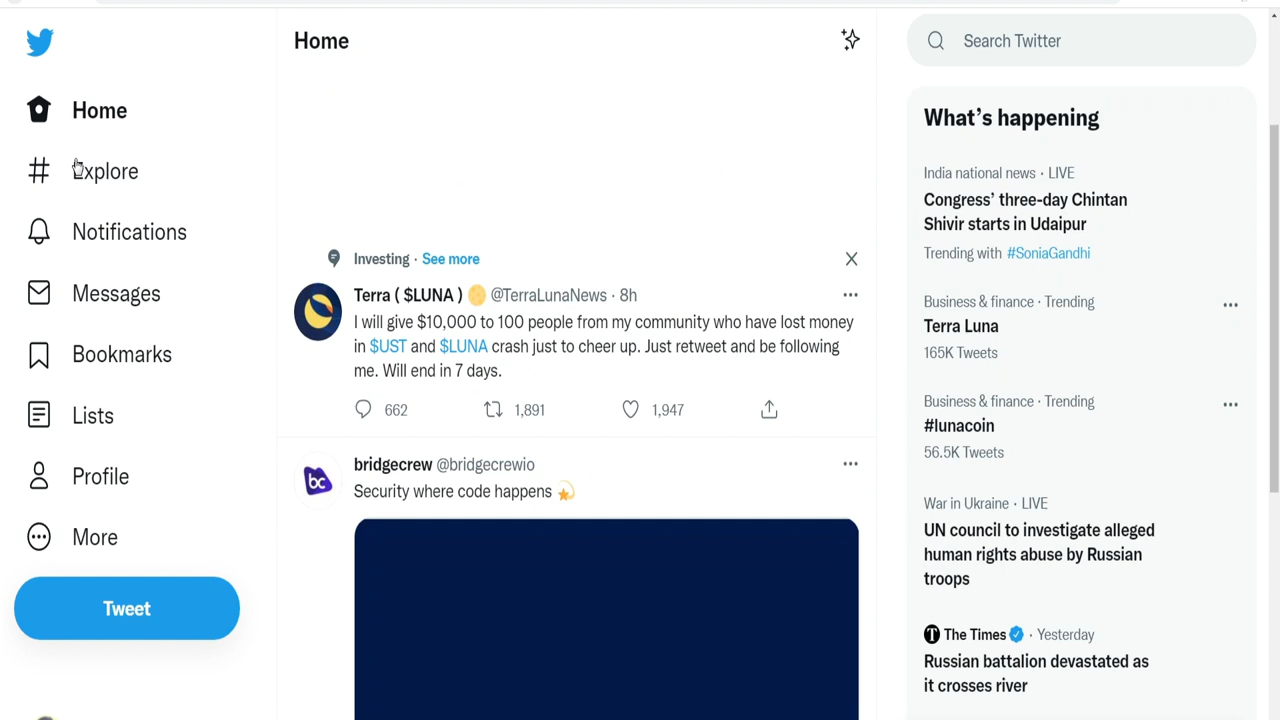 Home
Explore
Notifications
Messages
Bookmarks
Lists
Profile
More
Tweet
Home
Investing · See more
Terra ( $LUNA ) 🌕 @TerraLunaNews · 8h
I will give $10,000 to 100 people from my community who have lost money
in $UST and $LUNA crash just to cheer up. Just retweet and be following
me. Will end in 7 days.
662 1,891 1,947
bridgecrew @bridgecrewio
bc
Security where code happens 💫
Search Twitter
What’s happening
India national news · LIVE
Congress’ three-day Chintan
Shivir starts in Udaipur
Trending with #SoniaGandhi
Business & finance · Trending
Terra Luna
165K Tweets
Business & finance · Trending
#lunacoin
56.5K Tweets
War in Ukraine · LIVE
UN council to investigate alleged
human rights abuse by Russian
troops
T The Times · Yesterday
Russian battalion devastated as
it crosses river